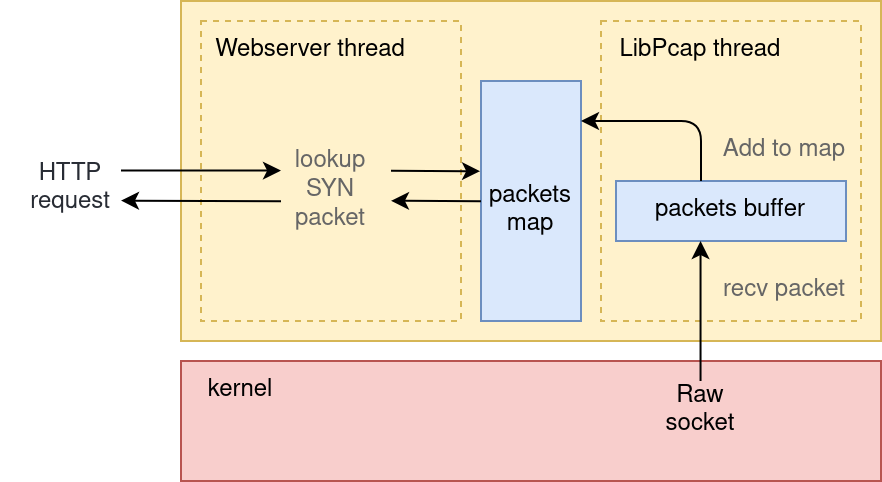 Webserver thread
LibPcap thread
HTTP
request
lookup
SYN
packet
packets
map
Add to map
packets buffer
recv packet
kernel
Raw
socket